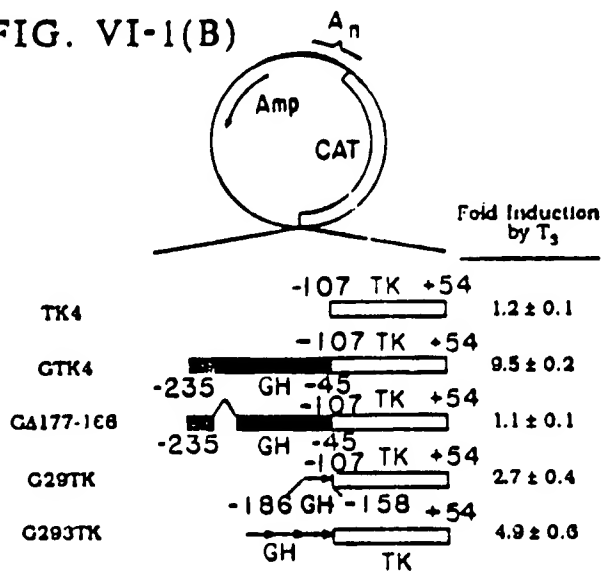 FIG. VI-1(B)
An
Amp
CAT
Fold Induction
by T3
-107 TK +54
TK4
1.2 ± 0.1
-107 TK +54
GTK4
9.5 ± 0.2
-235 GH -45
-107 TK +54
GΔ177-166
1.1 ± 0.1
-235 GH -45
-107 TK +54
G29TK
2.7 ± 0.4
-186 GH -158
+54
G293TK
4.9 ± 0.6
GH
TK